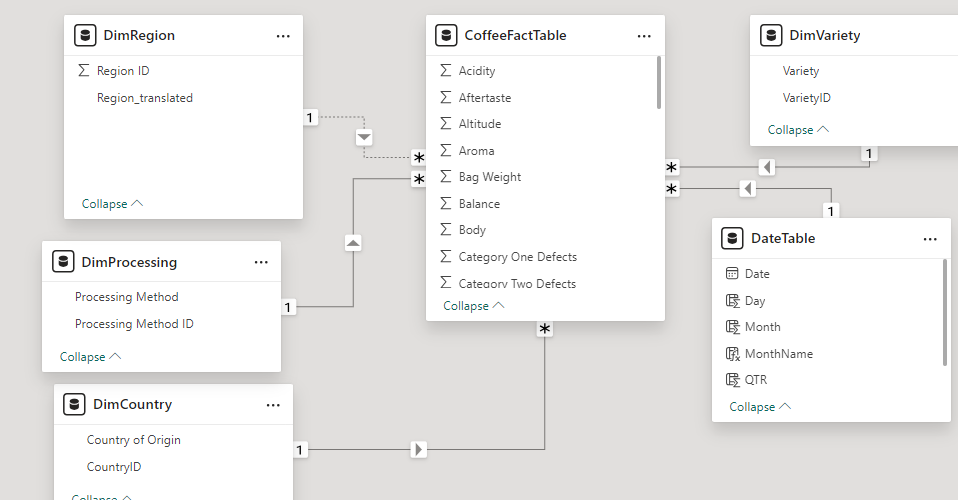 DimRegion
...
Region ID
Region_translated
Collapse
1
CoffeeFactTable
...
Acidity
Aftertaste
Altitude
Aroma
Bag Weight
Balance
Body
Category One Defects
Category Two Defects
Collapse
*
*
*
*
*
DimVariety
Variety
VarietyID
Collapse
1
DimProcessing
...
Processing Method
Processing Method ID
Collapse
1
1
DateTable
...
Date
Day
Month
MonthName
QTR
Collapse
DimCountry
...
Country of Origin
CountryID
Collapse
1